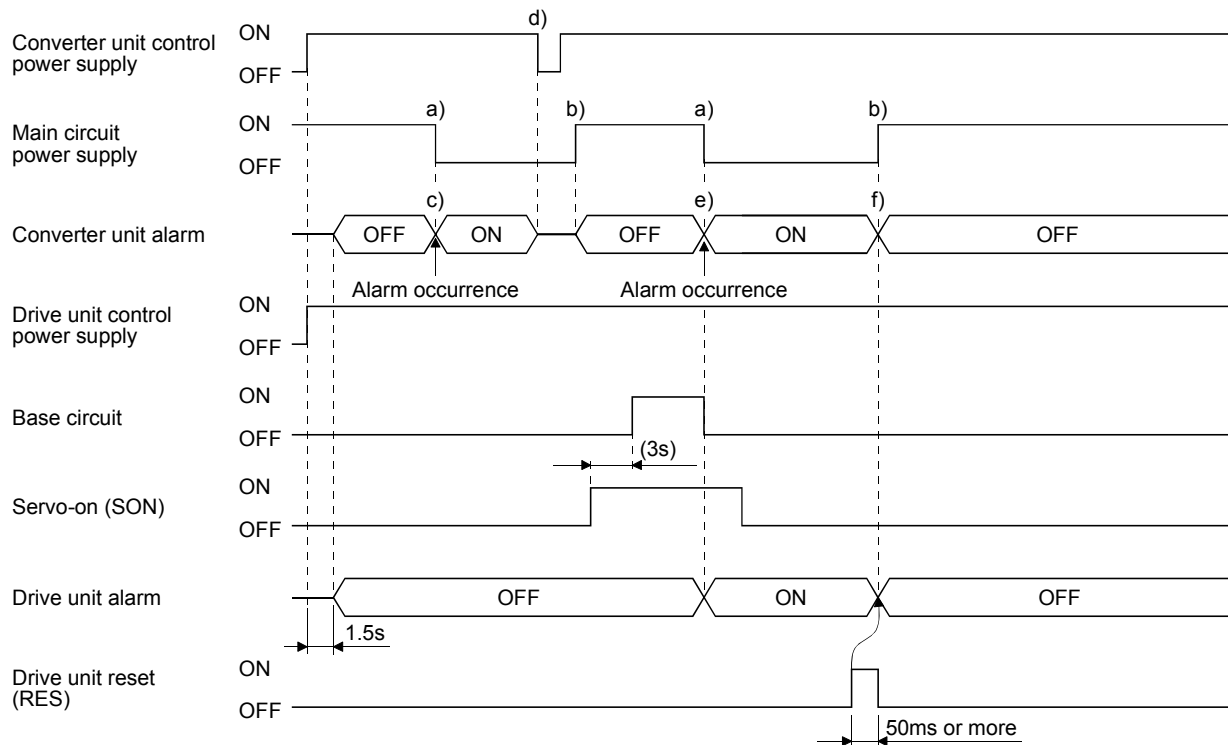 Converter unit control
power supply
ON
OFF
d)
Main circuit
power supply
ON
OFF
a)
b)
a)
b)
Converter unit alarm
c)
e)
f)
OFF
ON
OFF
ON
OFF
Alarm occurrence
Alarm occurrence
Drive unit control
power supply
ON
OFF
Base circuit
ON
OFF
(3s)
Servo-on (SON)
ON
OFF
Drive unit alarm
OFF
ON
OFF
1.5s
Drive unit reset
(RES)
ON
OFF
50ms or more